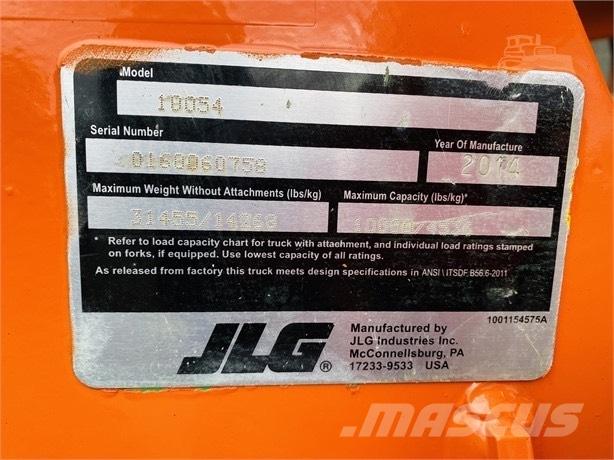 Model
10054
Serial Number
Year Of Manufacture
0160060758
2014
Maximum Weight Without Attachments (lbs/kg)
Maximum Capacity (lbs/kg)*
31455/14268
* Refer to load capacity chart for truck with attachment, and individual load ratings stamped
on forks, if equipped. Use lowest capacity of all ratings.
As released from factory this truck meets design specifications in ANSI \ ITSDF B56.6-2011
1001154575A
JLG®
Manufactured by
JLG Industries Inc.
McConnellsburg, PA
17233-9533 USA
MASCUS